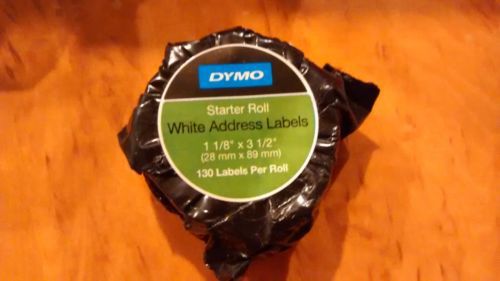 DYMO
Starter Roll
White Address Labels
1 1/8" x 3 1/2"
(28 mm x 89 mm)
130 Labels Per Roll